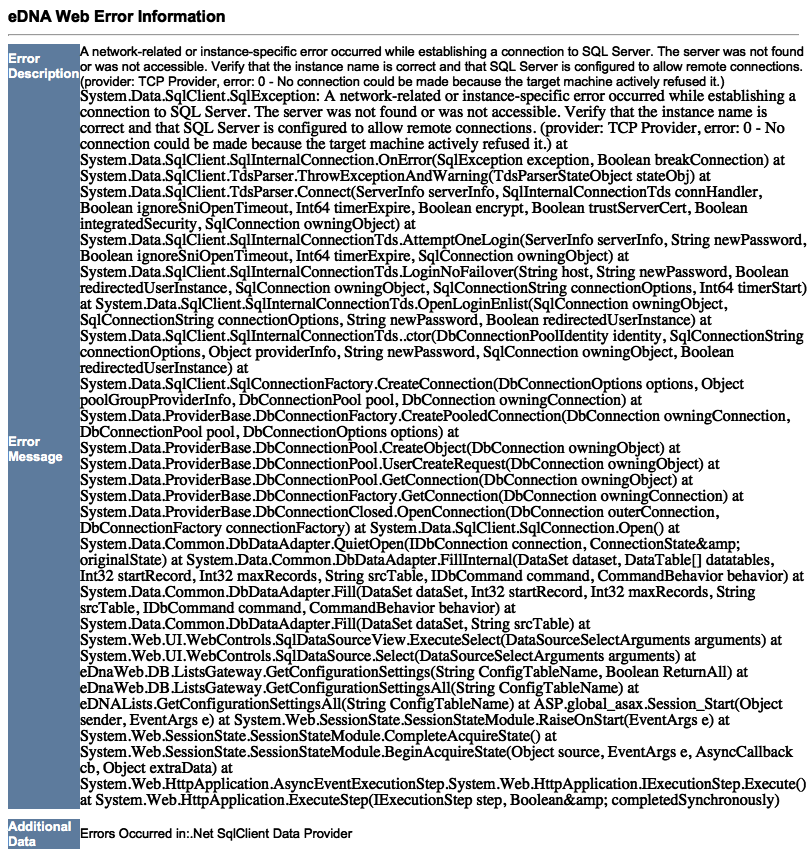 eDNA Web Error Information
Error
Description
A network-related or instance-specific error occurred while establishing a connection to SQL Server. The server was not found
or was not accessible. Verify that the instance name is correct and that SQL Server is configured to allow remote connections.
(provider: TCP Provider, error: 0 - No connection could be made because the target machine actively refused it.)
Error
Message
System.Data.SqlClient.SqlException: A network-related or instance-specific error occurred while establishing a
connection to SQL Server. The server was not found or was not accessible. Verify that the instance name is
correct and that SQL Server is configured to allow remote connections. (provider: TCP Provider, error: 0 - No
connection could be made because the target machine actively refused it.) at
System.Data.SqlClient.SqlInternalConnection.OnError(SqlException exception, Boolean breakConnection) at
System.Data.SqlClient.TdsParser.ThrowExceptionAndWarning(TdsParserStateObject stateObj) at
System.Data.SqlClient.TdsParser.Connect(ServerInfo serverInfo, SqlInternalConnectionTds connHandler,
Boolean ignoreSniOpenTimeout, Int64 timerExpire, Boolean encrypt, Boolean trustServerCert, Boolean
integratedSecurity, SqlConnection owningObject) at
System.Data.SqlClient.SqlInternalConnectionTds.AttemptOneLogin(ServerInfo serverInfo, String newPassword,
Boolean ignoreSniOpenTimeout, Int64 timerExpire, SqlConnection owningObject) at
System.Data.SqlClient.SqlInternalConnectionTds.LoginNoFailover(String host, String newPassword, Boolean
redirectedUserInstance, SqlConnection owningObject, SqlConnectionString connectionOptions, Int64 timerStart)
at System.Data.SqlClient.SqlInternalConnectionTds.OpenLoginEnlist(SqlConnection owningObject,
SqlConnectionString connectionOptions, String newPassword, Boolean redirectedUserInstance) at
System.Data.SqlClient.SqlInternalConnectionTds..ctor(DbConnectionPoolIdentity identity, SqlConnectionString
connectionOptions, Object providerInfo, String newPassword, SqlConnection owningObject, Boolean
redirectedUserInstance) at
System.Data.SqlClient.SqlConnectionFactory.CreateConnection(DbConnectionOptions options, Object
poolGroupProviderInfo, DbConnectionPool pool, DbConnection owningConnection) at
System.Data.ProviderBase.DbConnectionFactory.CreatePooledConnection(DbConnection owningConnection,
DbConnectionPool pool, DbConnectionOptions options) at
System.Data.ProviderBase.DbConnectionPool.CreateObject(DbConnection owningObject) at
System.Data.ProviderBase.DbConnectionPool.UserCreateRequest(DbConnection owningObject) at
System.Data.ProviderBase.DbConnectionPool.GetConnection(DbConnection owningObject) at
System.Data.ProviderBase.DbConnectionFactory.GetConnection(DbConnection owningConnection) at
System.Data.ProviderBase.DbConnectionClosed.OpenConnection(DbConnection outerConnection,
DbConnectionFactory connectionFactory) at System.Data.SqlClient.SqlConnection.Open() at
System.Data.Common.DbDataAdapter.QuietOpen(IDbConnection connection, ConnectionState&amp;
originalState) at System.Data.Common.DbDataAdapter.FillInternal(DataSet dataset, DataTable[] datatables,
Int32 startRecord, Int32 maxRecords, String srcTable, IDbCommand command, CommandBehavior behavior) at
System.Data.Common.DbDataAdapter.Fill(DataSet dataSet, Int32 startRecord, Int32 maxRecords, String
srcTable, IDbCommand command, CommandBehavior behavior) at
System.Data.Common.DbDataAdapter.Fill(DataSet dataSet, String srcTable) at
System.Web.UI.WebControls.SqlDataSourceView.ExecuteSelect(DataSourceSelectArguments arguments) at
System.Web.UI.WebControls.SqlDataSource.Select(DataSourceSelectArguments arguments) at
eDnaWeb.DB.ListsGateway.GetConfigurationSettings(String ConfigTableName, Boolean ReturnAll) at
eDnaWeb.DB.ListsGateway.GetConfigurationSettingsAll(String ConfigTableName) at
eDNALists.GetConfigurationSettingsAll(String ConfigTableName) at ASP.global_asax.Session_Start(Object
sender, EventArgs e) at System.Web.SessionState.SessionStateModule.RaiseOnStart(EventArgs e) at
System.Web.SessionState.SessionStateModule.CompleteAcquireState() at
System.Web.SessionState.SessionStateModule.BeginAcquireState(Object source, EventArgs e, AsyncCallback
cb, Object extraData) at
System.Web.HttpApplication.AsyncEventExecutionStep.System.Web.HttpApplication.IExecutionStep.Execute()
at System.Web.HttpApplication.ExecuteStep(IExecutionStep step, Boolean&amp; completedSynchronously)
Additional
Data
Errors Occurred in:.Net SqlClient Data Provider